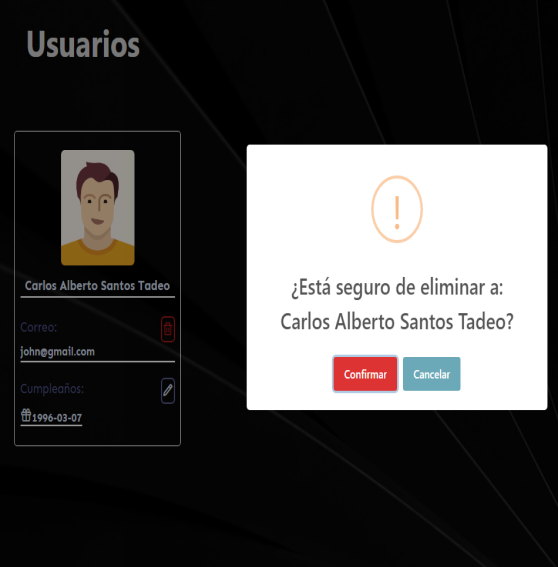 Usuarios
Carlos Alberto Santos Tadeo
Correo:
john@gmail.com
Cumpleaños:
1996-03-07
¿Está seguro de eliminar a:
Carlos Alberto Santos Tadeo?
Confirmar Cancelar